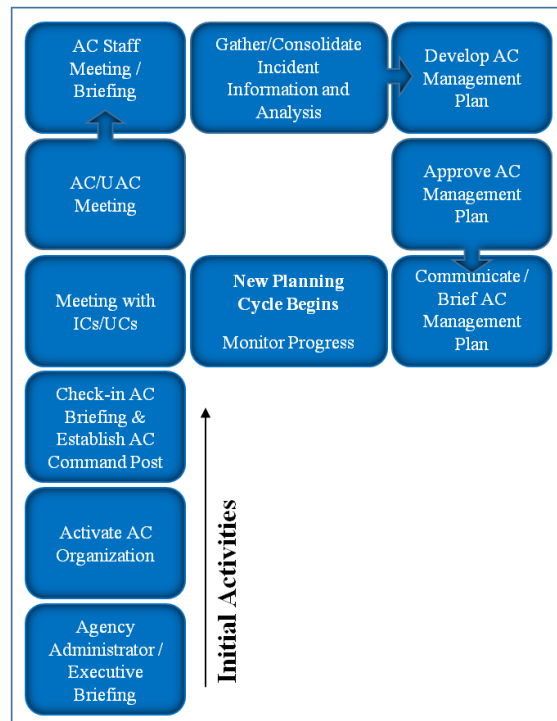 AC Staff
Meeting /
Briefing
Gather/Consolidate
Incident
Information and
Analysis
Develop AC
Management
Plan
AC/UAC
Meeting
Approve AC
Management
Plan
Meeting with
ICs/UCs
New Planning
Cycle Begins
Monitor Progress
Communicate /
Brief AC
Management
Plan
Check-in AC
Briefing &
Establish AC
Command Post
Activate AC
Organization
Agency
Administrator /
Executive
Briefing
Initial Activities